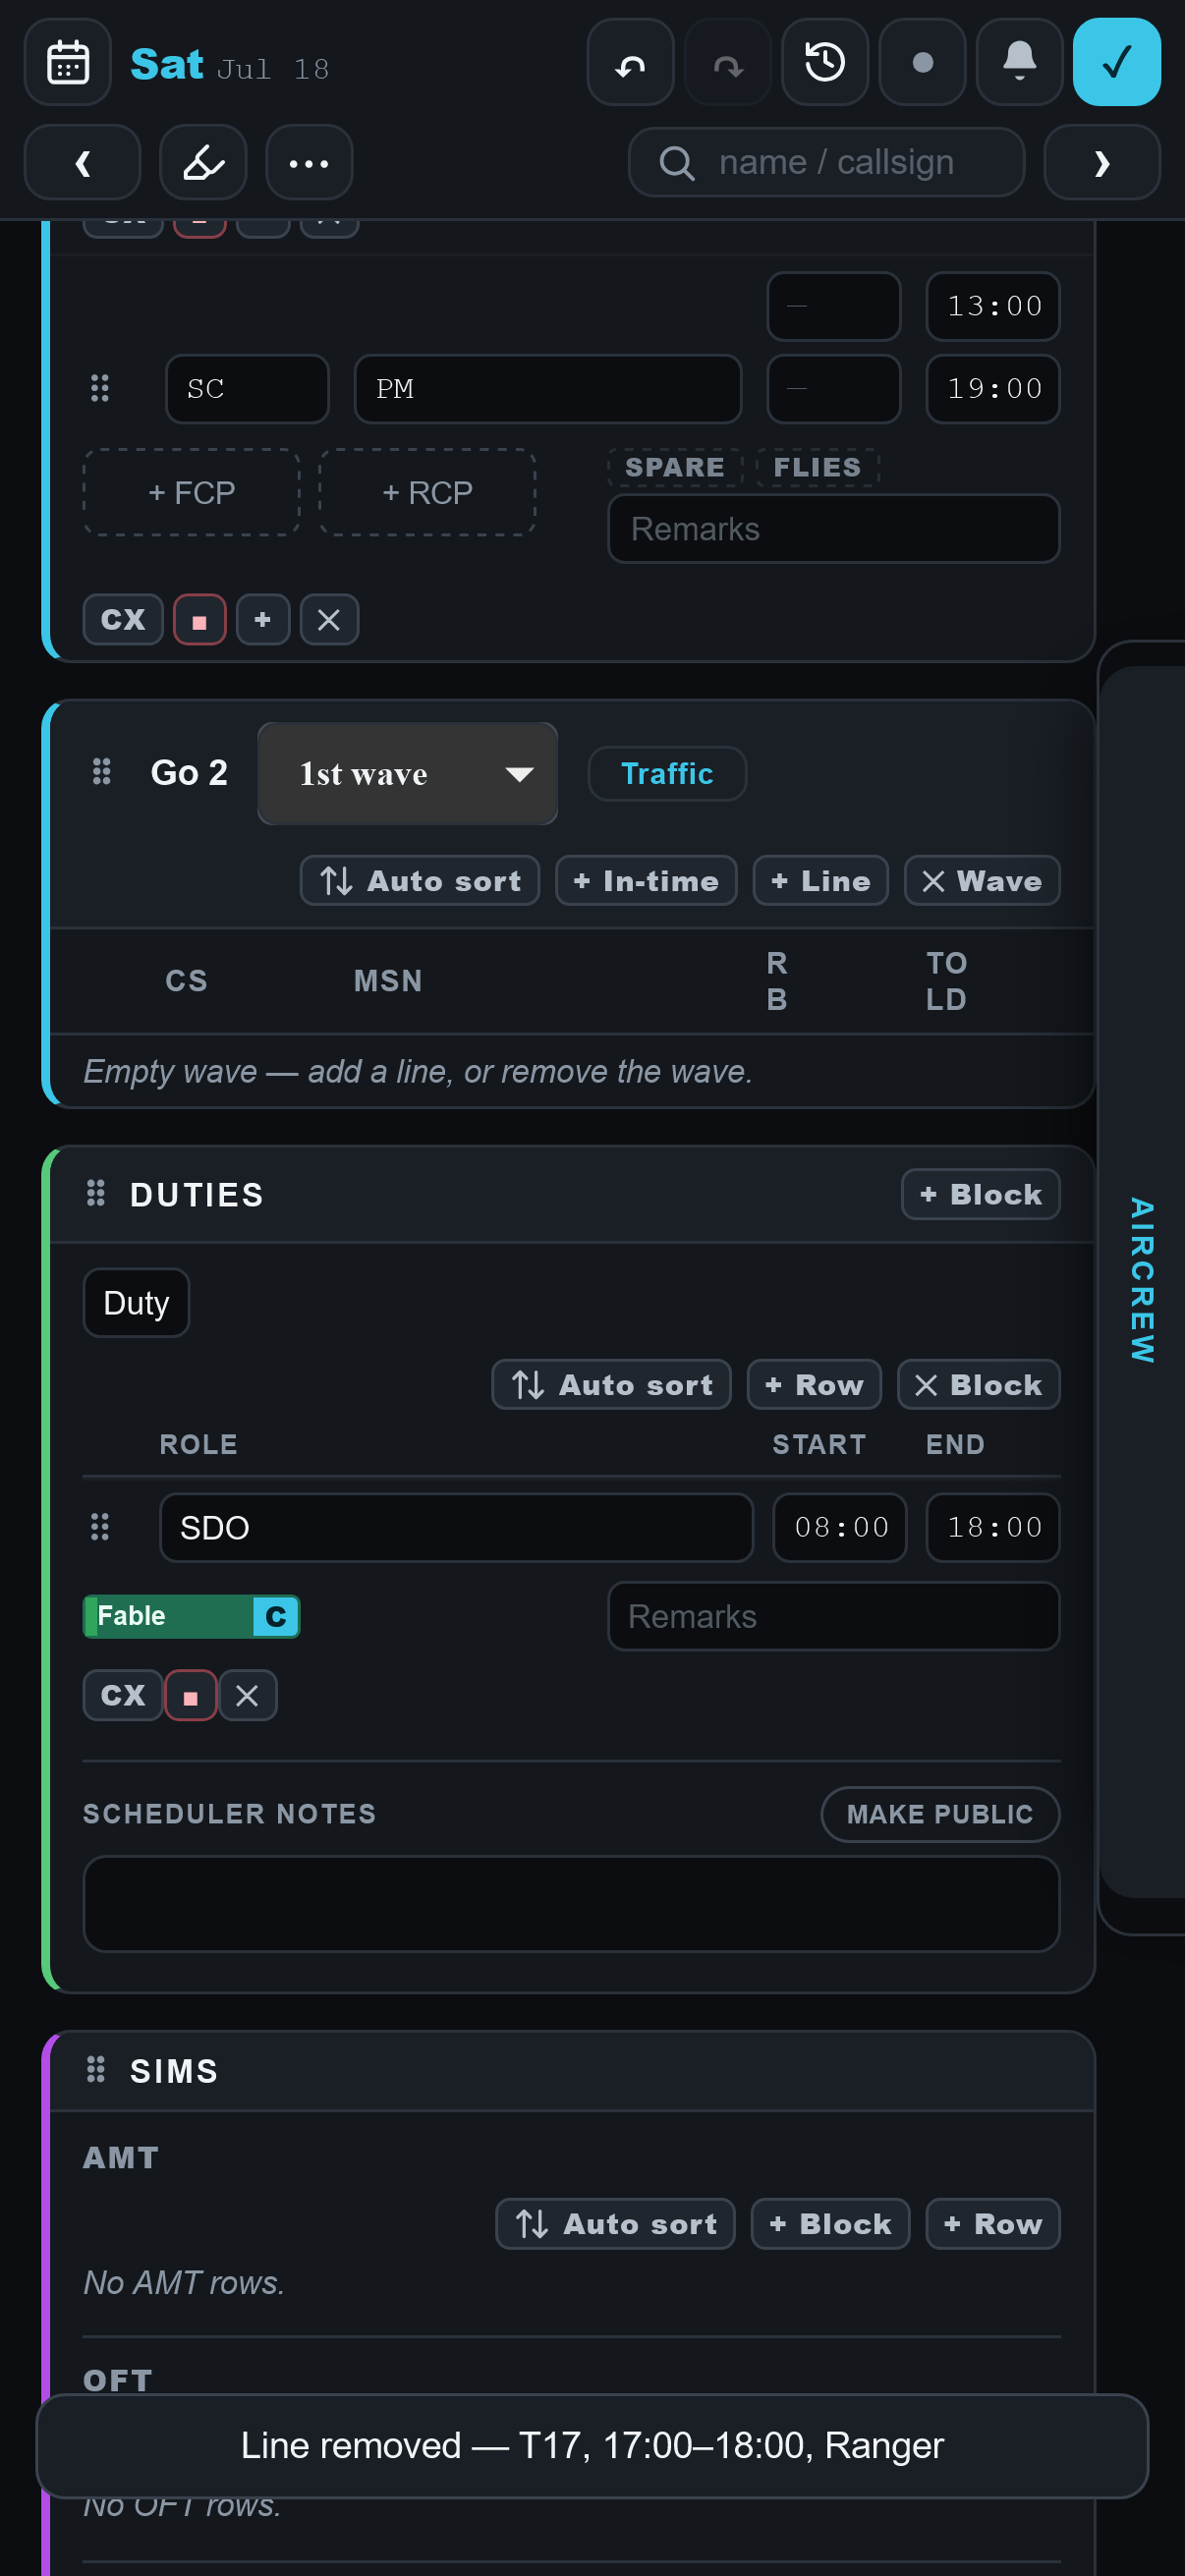 Sat Jul 18
name / callsign
— 13:00
SC PM — 19:00
+ FCP + RCP SPARE FLIES
Remarks
CX + ×
Go 2 1st wave Traffic
Auto sort + In-time + Line × Wave
CS MSN R B TO LD
Empty wave — add a line, or remove the wave.
DUTIES + Block
Duty
Auto sort + Row × Block
ROLE START END
SDO 08:00 18:00
Fable C Remarks
CX ×
SCHEDULER NOTES MAKE PUBLIC
AIRCREW
SIMS
AMT
Auto sort + Block + Row
No AMT rows.
OFT
Line removed — T17, 17:00–18:00, Ranger
No OFT rows.